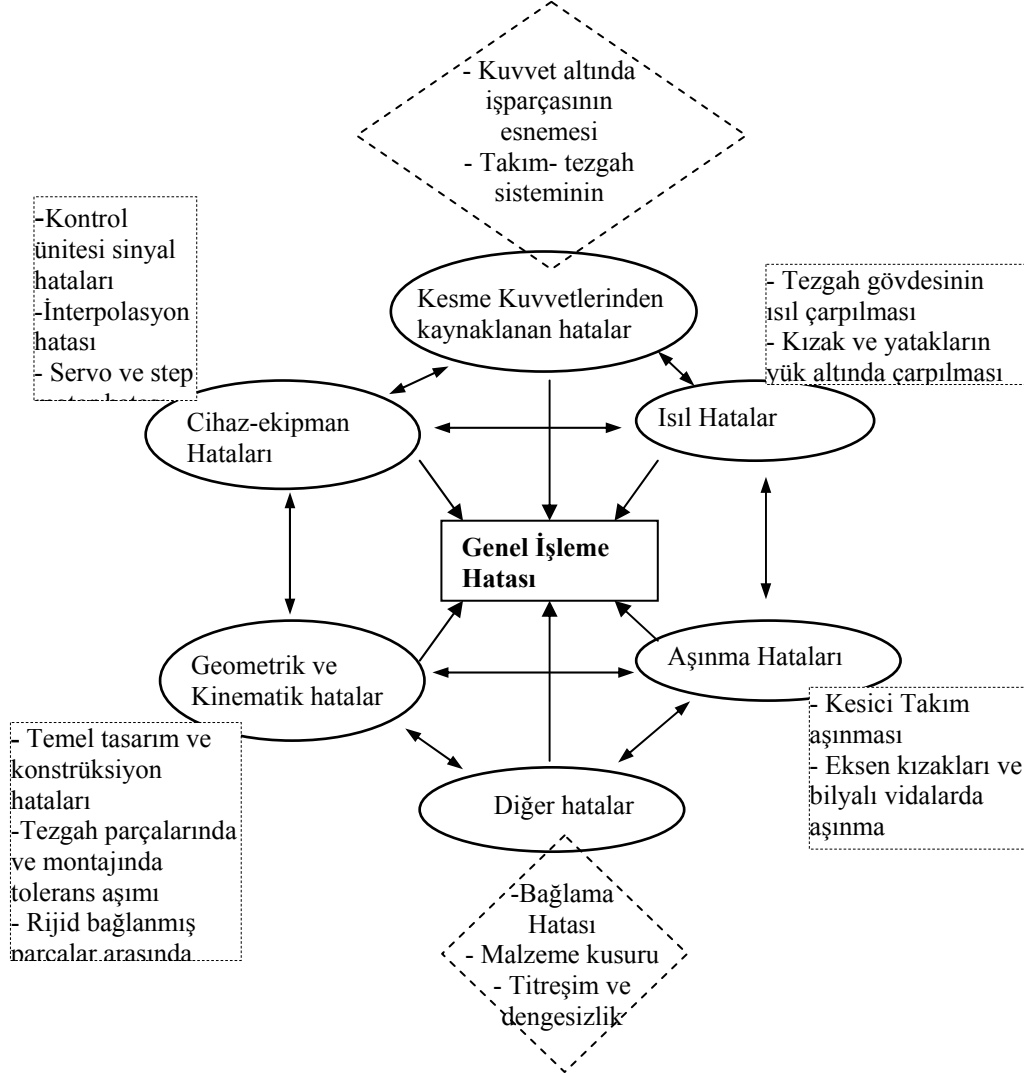 - Kuvvet altında
işparçasının
esnemesi
- Takım- tezgah
sisteminin
-Kontrol
ünitesi sinyal
hataları
-İnterpolasyon
hatası
- Servo ve step
Kesme Kuvvetlerinden
kaynaklanan hatalar
- Tezgah gövdesinin
ısıl çarpılması
- Kızak ve yatakların
yük altında çarpılması
Cihaz-ekipman
Hataları
Isıl Hatalar
Genel İşleme
Hatası
Geometrik ve
Kinematik hatalar
Aşınma Hataları
- Temel tasarım ve
konstrüksiyon
hataları
-Tezgah parçalarında
ve montajında
tolerans aşımı
- Rijid bağlanmış
parçalar arasında
- Kesici Takım
aşınması
- Eksen kızakları ve
bilyalı vidalarda
aşınma
Diğer hatalar
-Bağlama
Hatası
- Malzeme kusuru
- Titreşim ve
dengesizlik